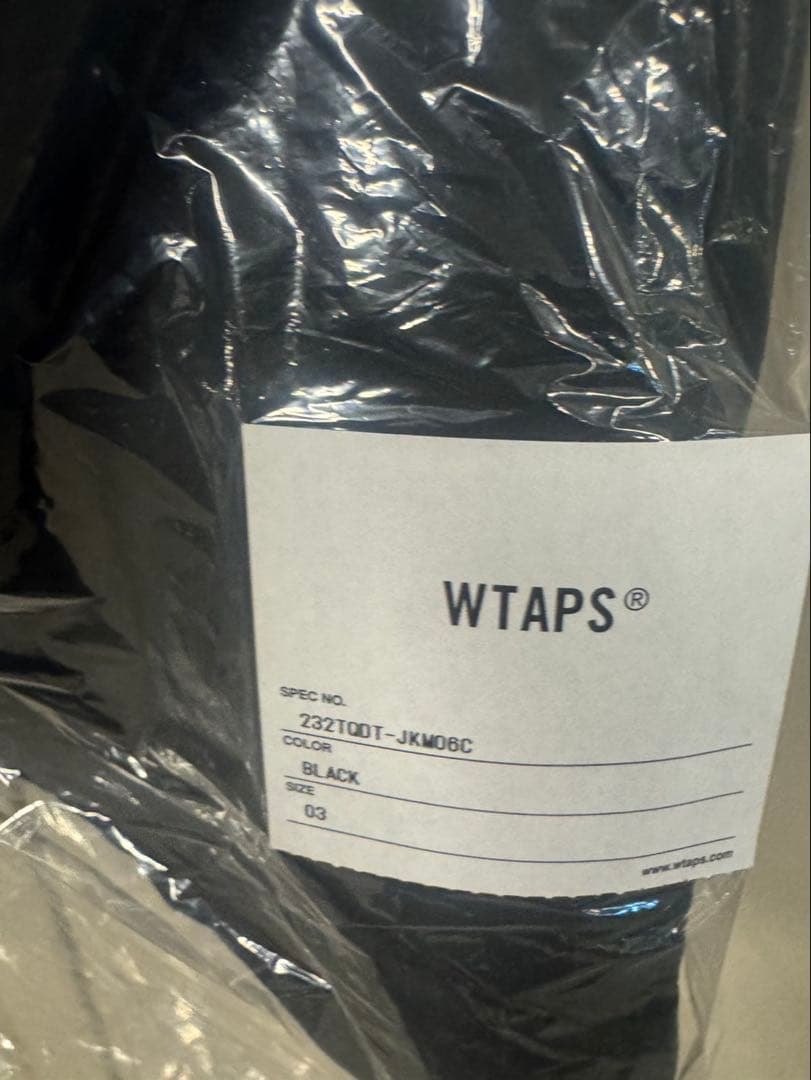 WTAPS®
SPEC NO.
232TQDT-JKM06C
COLOR
BLACK
SIZE
03
www.wtaps.com